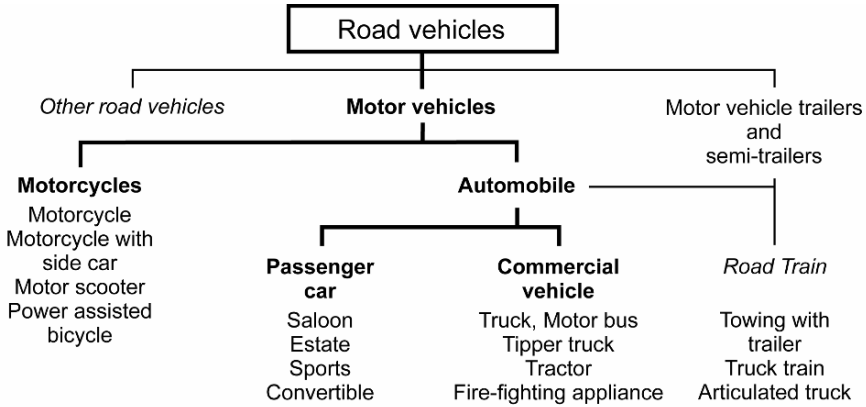 Road vehicles
Other road vehicles
Motor vehicles
Motor vehicle trailers
and
semi-trailers
Motorcycles
Motorcycle
Motorcycle with
side car
Motor scooter
Power assisted
bicycle
Automobile
Passenger
car
Saloon
Estate
Sports
Convertible
Commercial
vehicle
Truck, Motor bus
Tipper truck
Tractor
Fire-fighting appliance
Road Train
Towing with
trailer
Truck train
Articulated truck